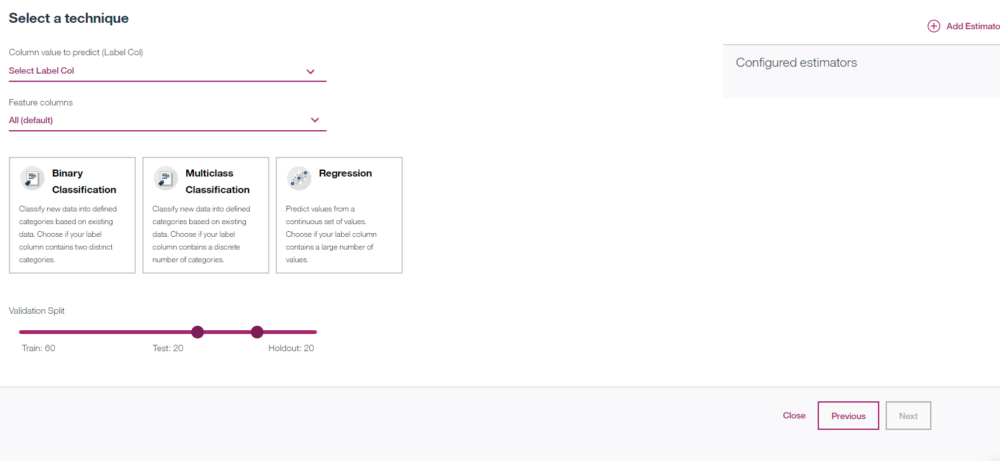 Select a technique
Add Estimato
Column value to predict (Label Col)
Select Label Col
Configured estimators
Feature columns
All (default)
Binary
Classification
Classify new data into defined
categories based on existing
data. Choose if your label
column contains two distinct
categories.
Multiclass
Classification
Classify new data into defined
categories based on existing
data. Choose if your label
column contains a discrete
number of categories.
Regression
Predict values from a
continuous set of values.
Choose if your label column
contains a large number of
values.
Validation Split
Train: 60
Test: 20
Holdout: 20
Close
Previous
Next